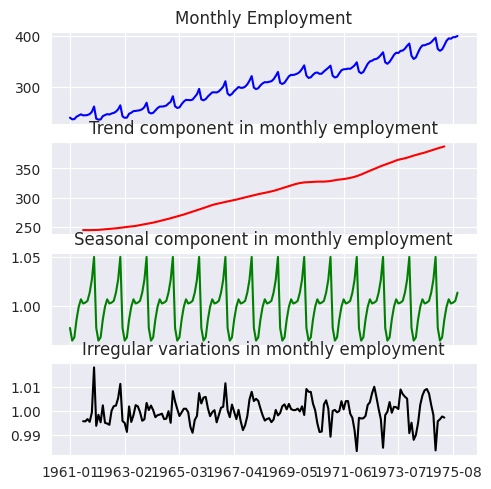 Monthly Employment
400
300
Trend component in monthly employment
350
300
250
Seasonal component in monthly employment
1.05
1.00
Irregular variations in monthly employment
1.01
1.00
0.99
1961-01 1963-02 1965-03 1967-04 1969-05 1971-06 1973-07 1975-08